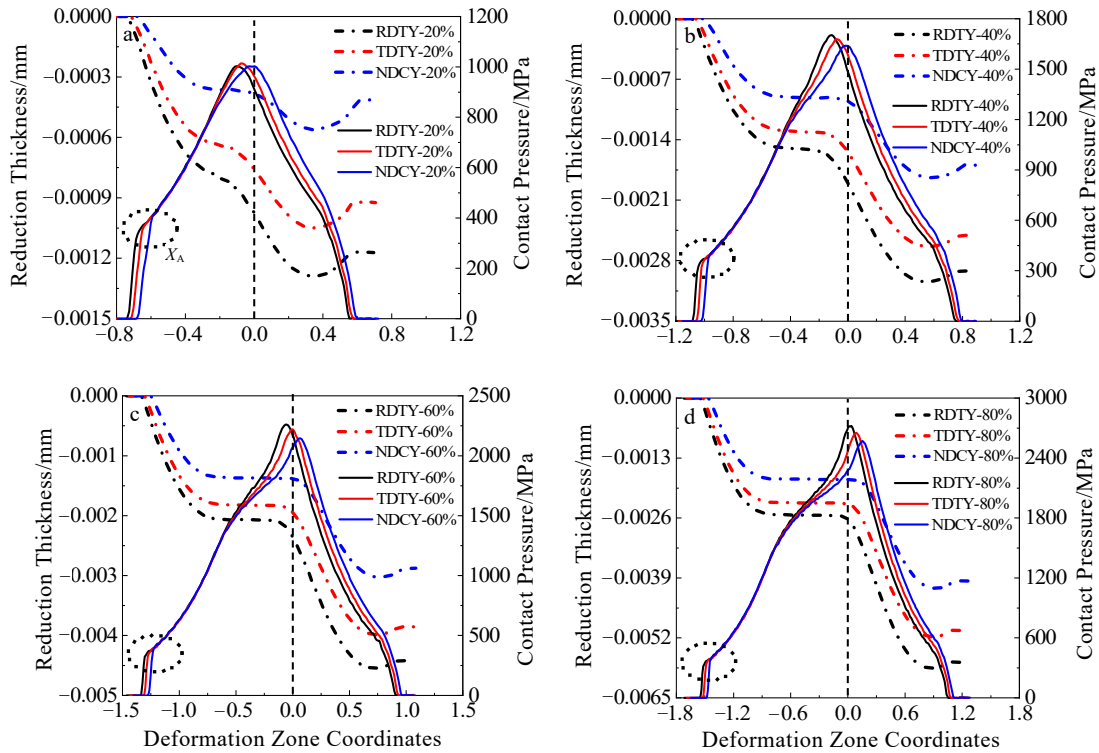 a
Reduction Thickness/mm
0.0000
−0.0003
−0.0006
−0.0009
−0.0012
−0.0015
RDTY-20%
TDTY-20%
NDCY-20%
RDTY-20%
TDTY-20%
NDCY-20%
XA
1200
1000
800
600
400
200
0
Contact Pressure/MPa
-0.8 -0.4 0.0 0.4 0.8 1.2
b
Reduction Thickness/mm
0.0000
−0.0007
−0.0014
−0.0021
−0.0028
−0.0035
RDTY-40%
TDTY-40%
NDCY-40%
RDTY-40%
TDTY-40%
NDCY-40%
1800
1500
1200
900
600
300
0
Contact Pressure/MPa
-1.2 -0.8 -0.4 0.0 0.4 0.8 1.2
c
Reduction Thickness/mm
0.000
−0.001
−0.002
−0.003
−0.004
−0.005
RDTY-60%
TDTY-60%
NDCY-60%
RDTY-60%
TDTY-60%
NDCY-60%
2500
2000
1500
1000
500
0
Contact Pressure/MPa
-1.5 -1.0 -0.5 0.0 0.5 1.0 1.5
Deformation Zone Coordinates
d
Reduction Thickness/mm
0.0000
−0.0013
−0.0026
−0.0039
−0.0052
−0.0065
RDTY-80%
TDTY-80%
NDCY-80%
RDTY-80%
TDTY-80%
NDCY-80%
3000
2400
1800
1200
600
0
Contact Pressure/MPa
-1.8 -1.2 -0.6 0.0 0.6 1.2 1.8
Deformation Zone Coordinates